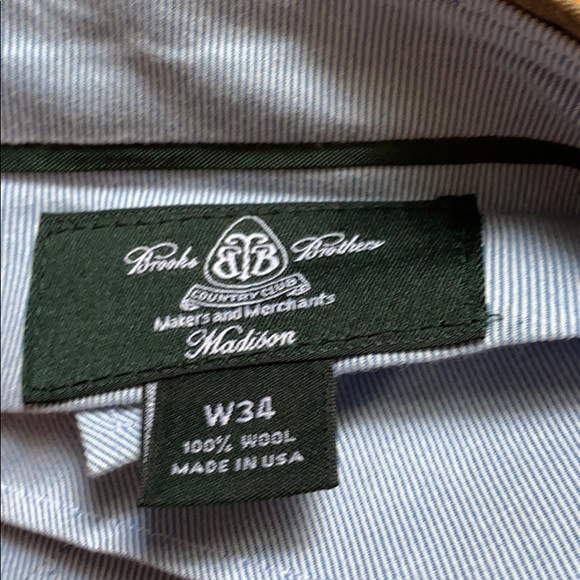 Brooks Brothers
BB
COUNTRY CLUB
Makers and Merchants
Madison
W34
100% WOOL
MADE IN USA